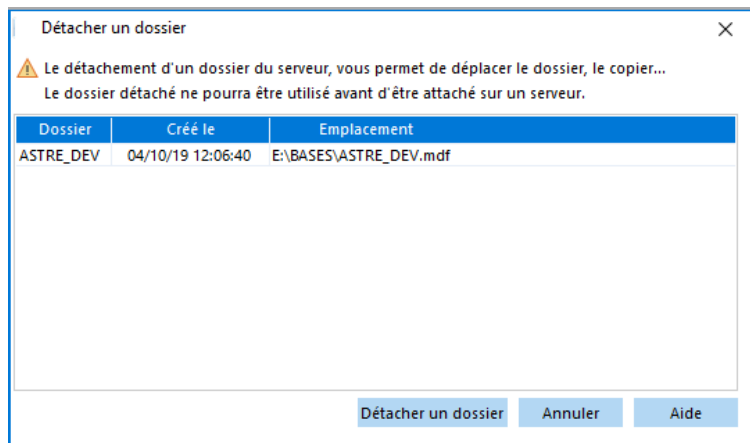 Détacher un dossier
Le détachement d'un dossier du serveur, vous permet de déplacer le dossier, le copier...
Le dossier détaché ne pourra être utilisé avant d'être attaché sur un serveur.
Dossier Créé le Emplacement
ASTRE_DEV 04/10/19 12:06:40 E:\BASES\ASTRE_DEV.mdf
Détacher un dossier Annuler Aide